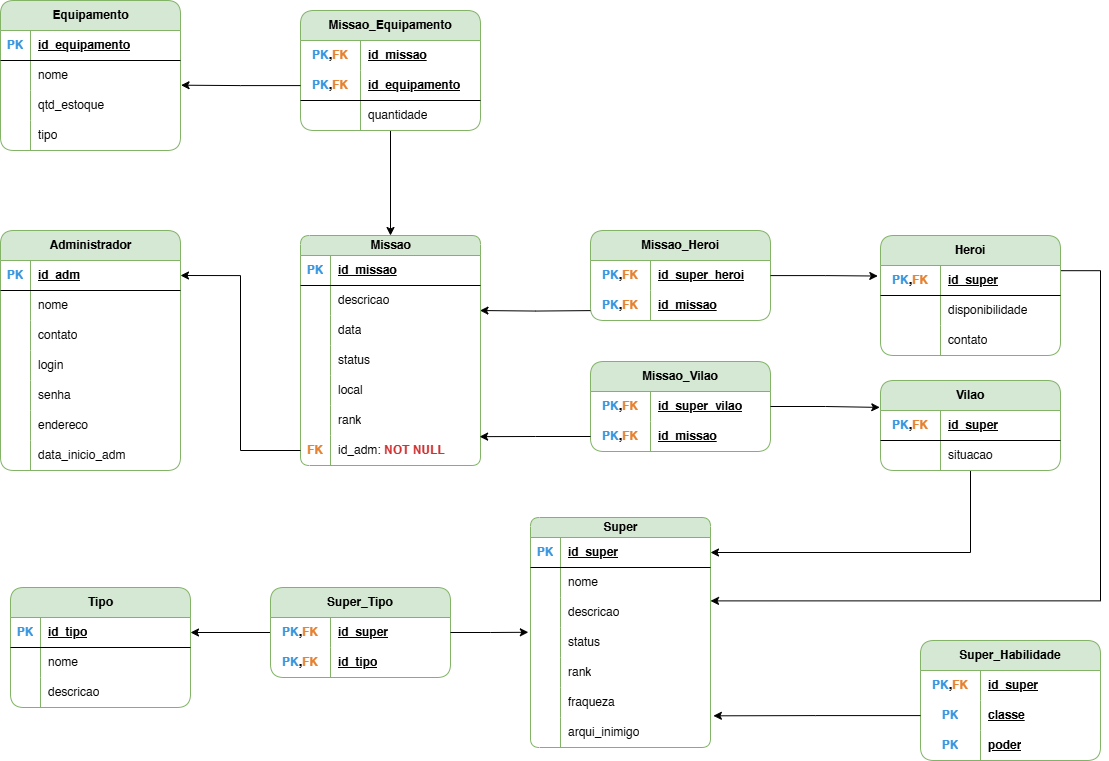 Equipamento
PK id_equipamento
nome
qtd_estoque
tipo
Missao_Equipamento
PK,FK id_missao
PK,FK id_equipamento
quantidade
Administrador
PK id_adm
nome
contato
login
senha
endereco
data_inicio_adm
Missao
PK id_missao
descricao
data
status
local
rank
FK id_adm: NOT NULL
Missao_Heroi
PK,FK id_super_heroi
PK,FK id_missao
Heroi
PK,FK id_super
disponibilidade
contato
Missao_Vilao
PK,FK id_super_vilao
PK,FK id_missao
Vilao
PK,FK id_super
situacao
Super
PK id_super
nome
descricao
status
rank
fraqueza
arqui_inimigo
Tipo
PK id_tipo
nome
descricao
Super_Tipo
PK,FK id_super
PK,FK id_tipo
Super_Habilidade
PK,FK id_super
PK classe
PK poder